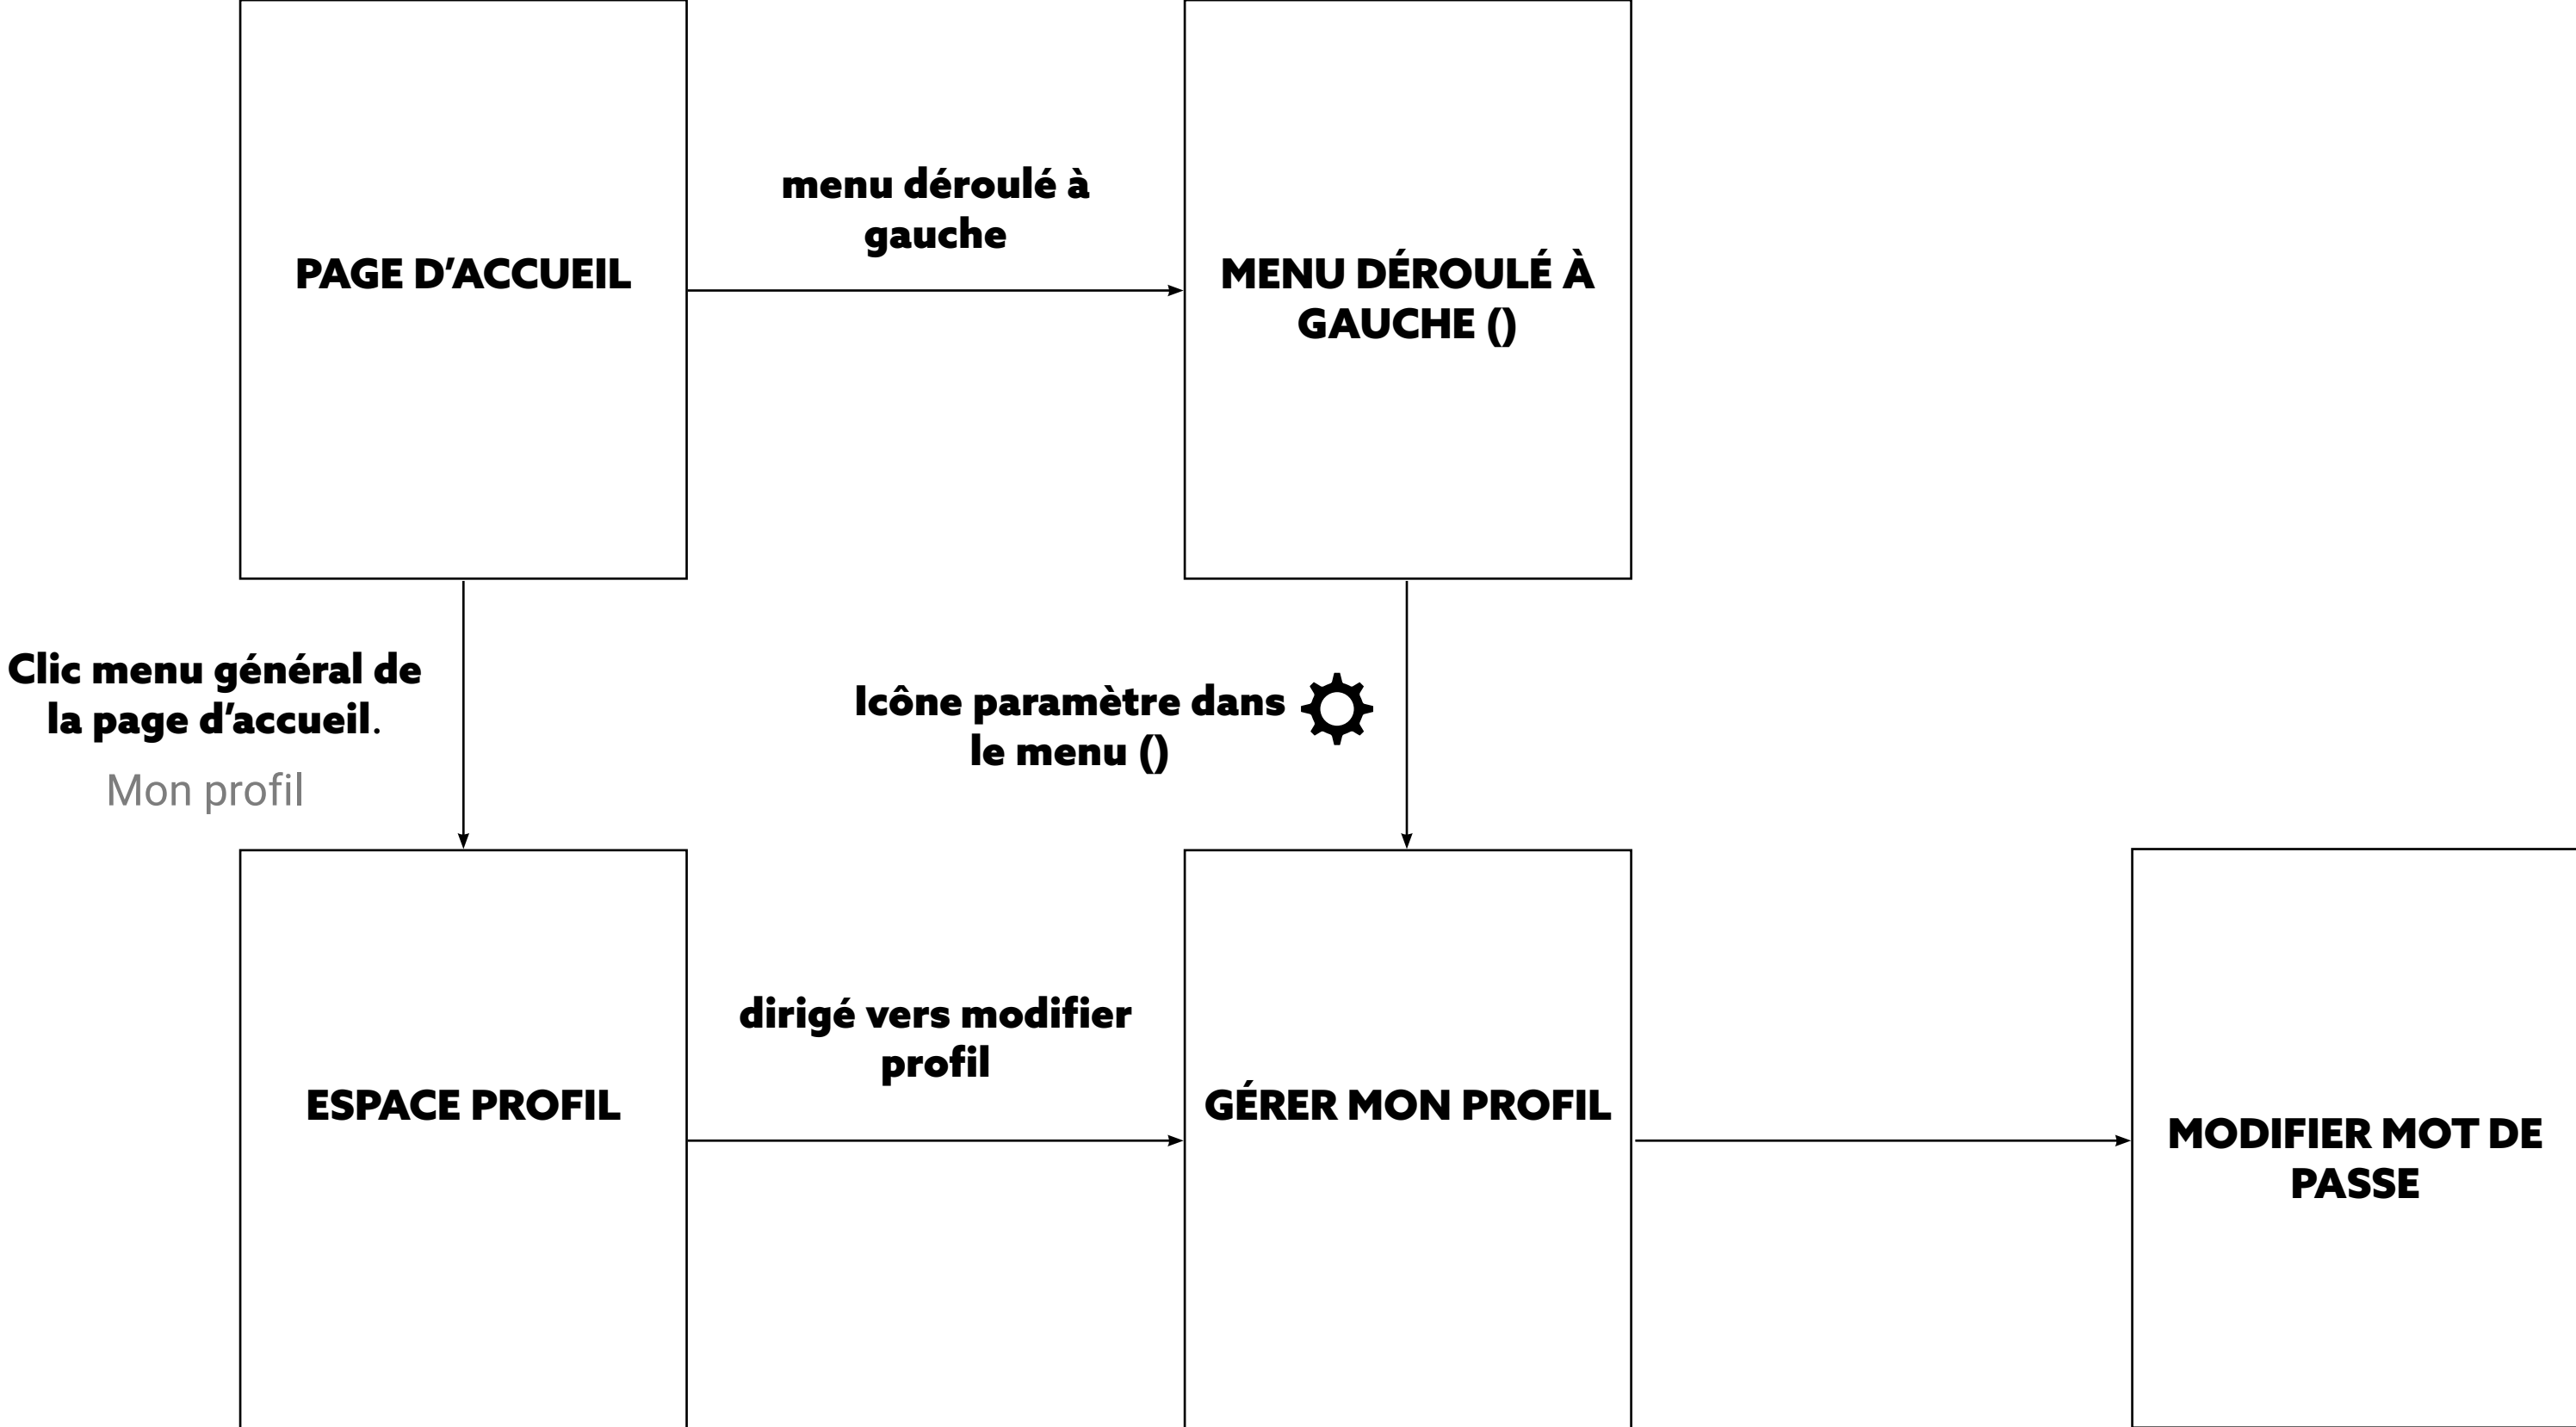 menu déroulé à
gauche
PAGE D’ACCUEIL
MENU DÉROULÉ À
GAUCHE ()
Clic menu général de
la page d’accueil.
Mon profil
Icône paramètre dans
le menu ()
dirigé vers modifier
profil
ESPACE PROFIL
GÉRER MON PROFIL
MODIFIER MOT DE
PASSE